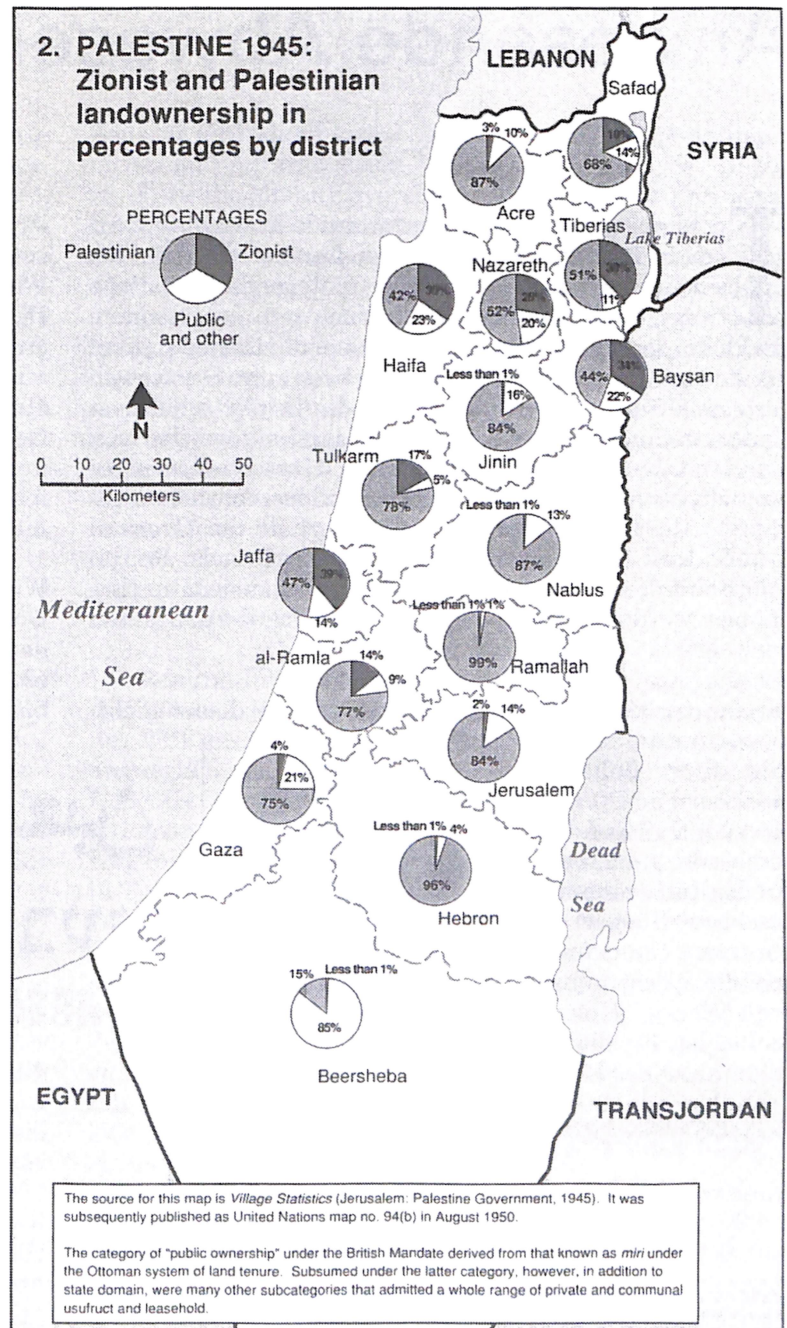 2. PALESTINE 1945:
Zionist and Palestinian
landownership in
percentages by district
LEBANON
Safad
SYRIA
3%
10%
87%
Acre
18%
14%
68%
PERCENTAGES
Palestinian
Zionist
Public
and other
Tiberias
Lake Tiberias
51%
38%
11%
Nazareth
52%
28%
20%
42%
35%
23%
Haifa
44%
34%
22%
Baysan
Less than 1%
16%
84%
Jinin
N
0 10 20 30 40 50
Kilometers
Tulkarm
17%
5%
78%
Less than 1%
13%
87%
Nablus
Jaffa
47%
39%
14%
Mediterranean
Sea
Less than 1%
1%
99%
Ramallah
al-Ramla
14%
9%
77%
2%
14%
84%
Jerusalem
4%
21%
75%
Gaza
Less than 1%
4%
96%
Hebron
Dead
Sea
15%
Less than 1%
85%
Beersheba
EGYPT
TRANSJORDAN
The source for this map is Village Statistics (Jerusalem: Palestine Government, 1945). It was
subsequently published as United Nations map no. 94(b) in August 1950.
The category of "public ownership" under the British Mandate derived from that known as miri under
the Ottoman system of land tenure. Subsumed under the latter category, however, in addition to
state domain, were many other subcategories that admitted a whole range of private and communal
usufruct and leasehold.